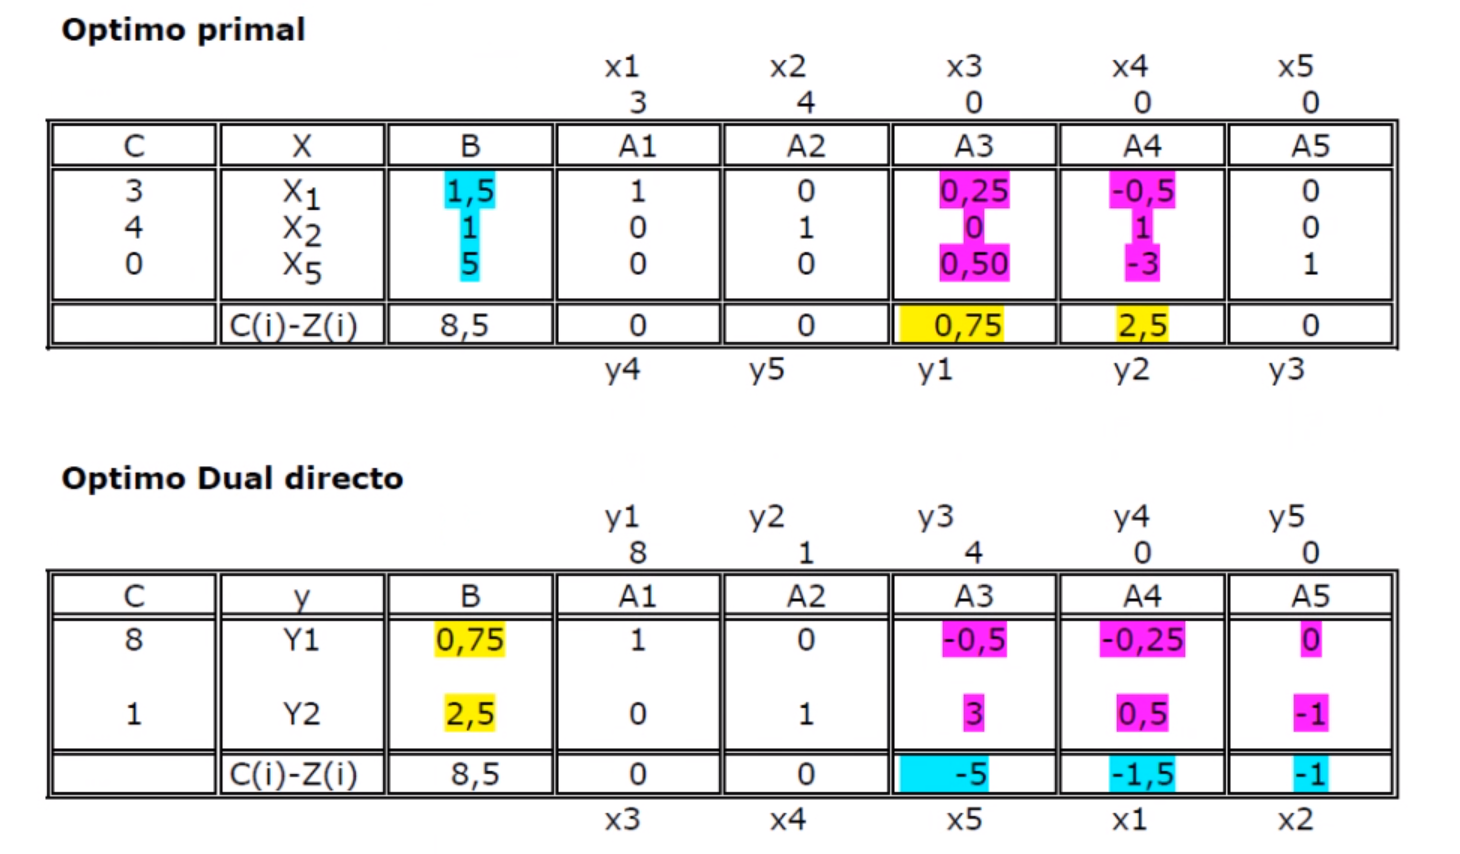 Optimo primal
x1 x2 x3 x4 x5
3 4 0 0 0
C X B A1 A2 A3 A4 A5
3 X1 1,5 1 0 0,25 -0,5 0
4 X2 1 0 1 0 1 0
0 X5 5 0 0 0,50 -3 1
C(i)-Z(i) 8,5 0 0 0,75 2,5 0
y4 y5 y1 y2 y3
Optimo Dual directo
y1 y2 y3 y4 y5
8 1 4 0 0
C y B A1 A2 A3 A4 A5
8 Y1 0,75 1 0 -0,5 -0,25 0
1 Y2 2,5 0 1 3 0,5 -1
C(i)-Z(i) 8,5 0 0 -5 -1,5 -1
x3 x4 x5 x1 x2